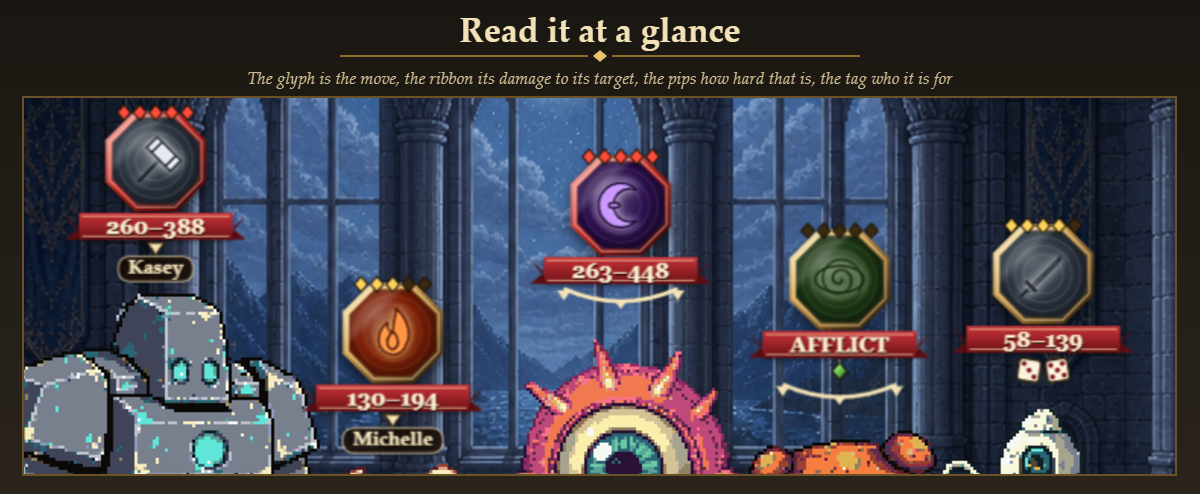 Read it at a glance
The glyph is the move, the ribbon its damage to its target, the pips how hard that is, the tag who it is for
260–388
Kasey
130–194
Michelle
263–448
AFFLICT
58–139